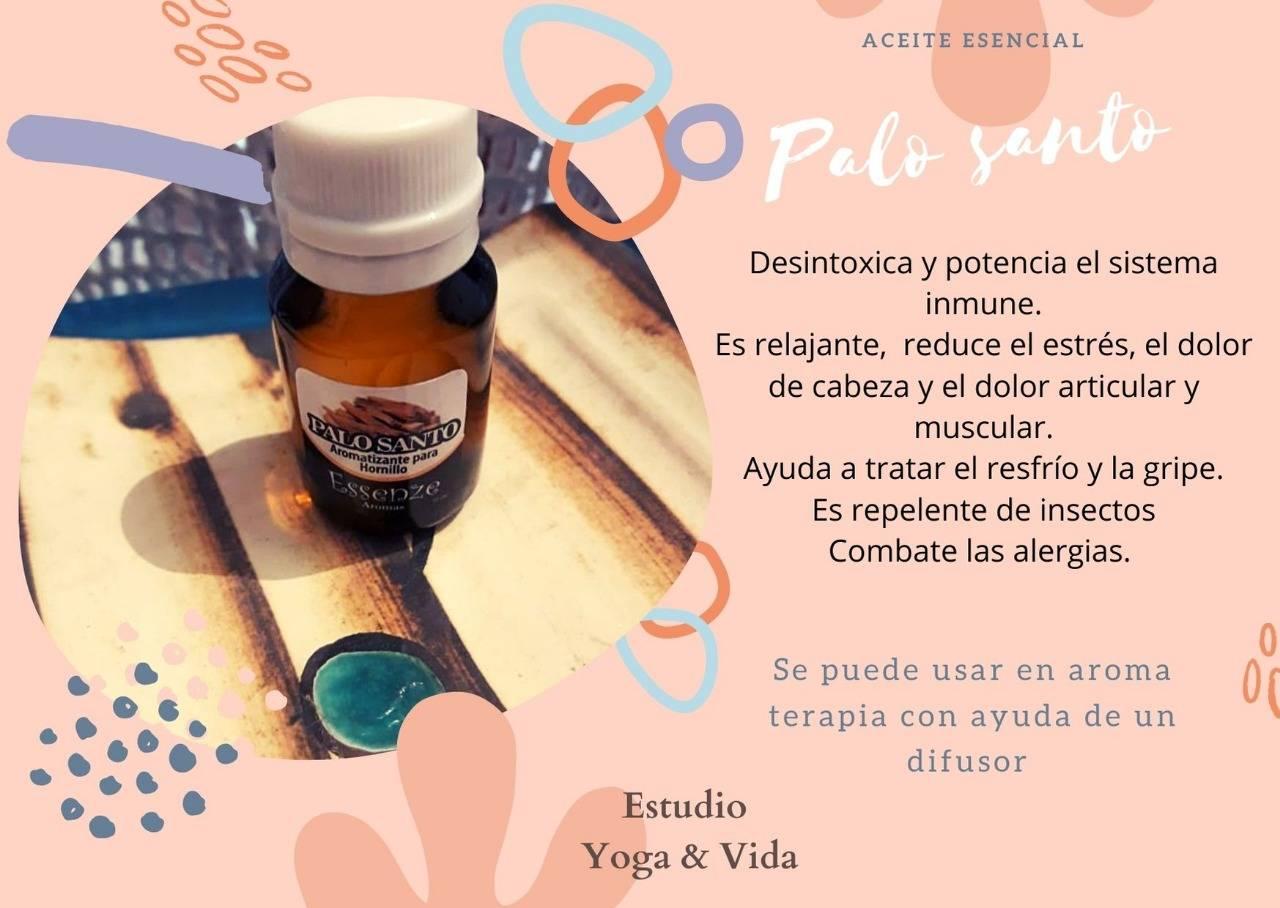 ACEITE ESENCIAL
Palo santo
Desintoxica y potencia el sistema
inmune.
Es relajante,  reduce el estrés, el dolor
de cabeza y el dolor articular y
muscular.
Ayuda a tratar el resfrío y la gripe.
Es repelente de insectos
Combate las alergias.
Se puede usar en aroma
terapia con ayuda de un
difusor
Estudio
Yoga & Vida
PALO SANTO
Aromatizante para
Hornillo
Essenze
Aromas